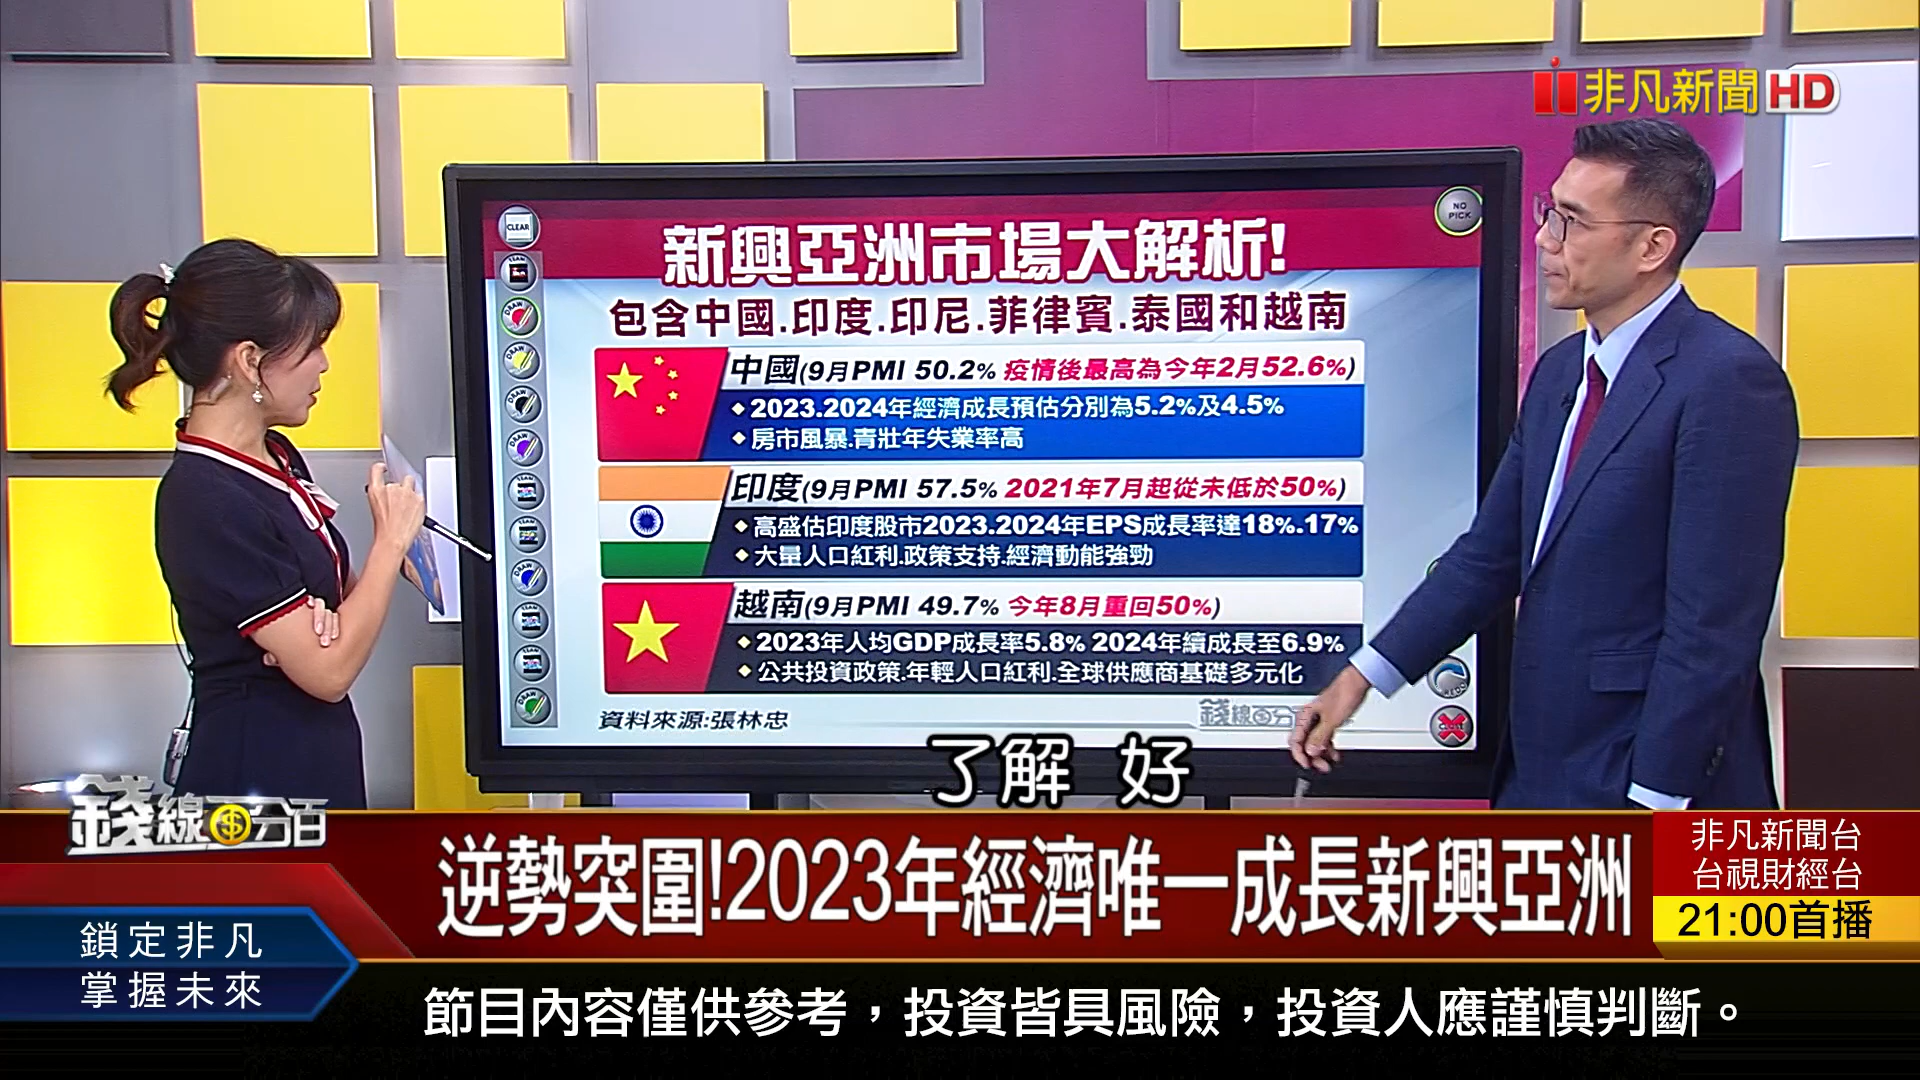 非凡新聞HD
CLEAR
NO
PICK
新興亞洲市場大解析!
包含中國.印度.印尼.菲律賓.泰國和越南
中國(9月PMI 50.2% 疫情後最高為今年2月52.6%)
◆2023.2024年經濟成長預估分別為5.2%及4.5%
◆房市風暴.青壯年失業率高
印度(9月PMI 57.5% 2021年7月起從未低於50%)
◆高盛估印度股市2023.2024年EPS成長率達18%.17%
◆大量人口紅利.政策支持.經濟動能強勁
越南(9月PMI 49.7% 今年8月重回50%)
◆2023年人均GDP成長率5.8% 2024年續成長至6.9%
◆公共投資政策.年輕人口紅利.全球供應商基礎多元化
資料來源:張林忠
錢線百分
了解 好
錢線百分百
逆勢突圍!2023年經濟唯一成長新興亞洲
非凡新聞台
台視財經台
21:00首播
鎖定非凡
掌握未來
節目內容僅供參考，投資皆具風險，投資人應謹慎判斷。